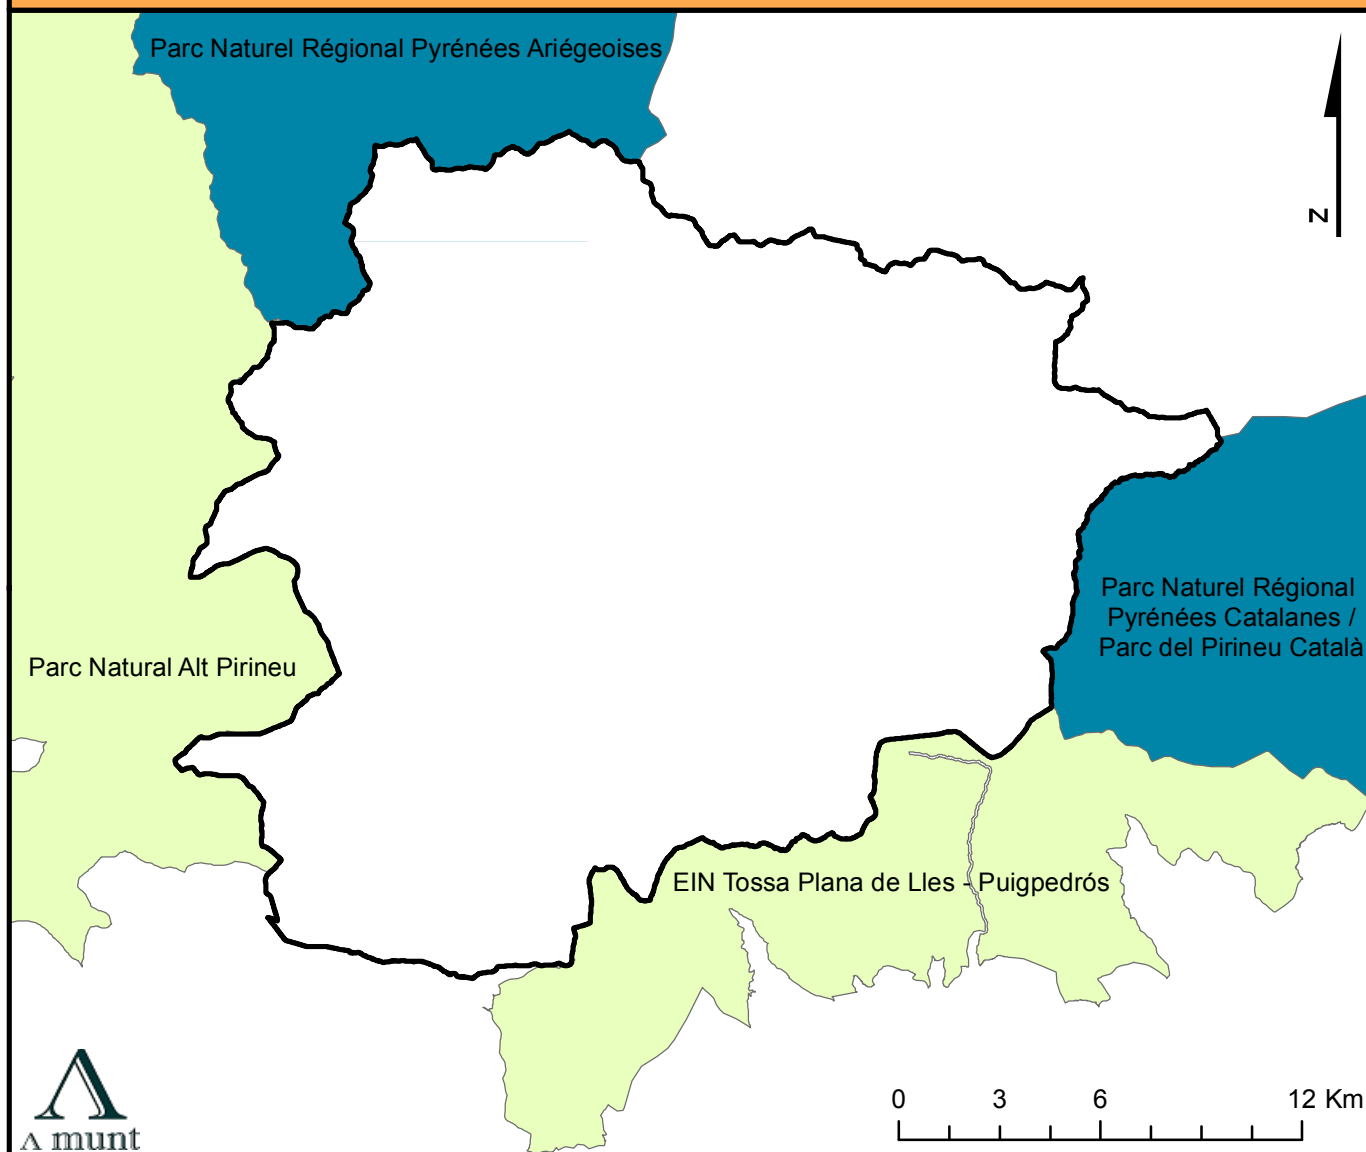 Parc Naturel Régional Pyrénées Ariégeoises
N
Parc Naturel Régional
Pyrénées Catalanes /
Parc del Pirineu Català
Parc Natural Alt Pirineu
EIN Tossa Plana de Lles - Puigpedrós
0 3 6 12 Km
A munt